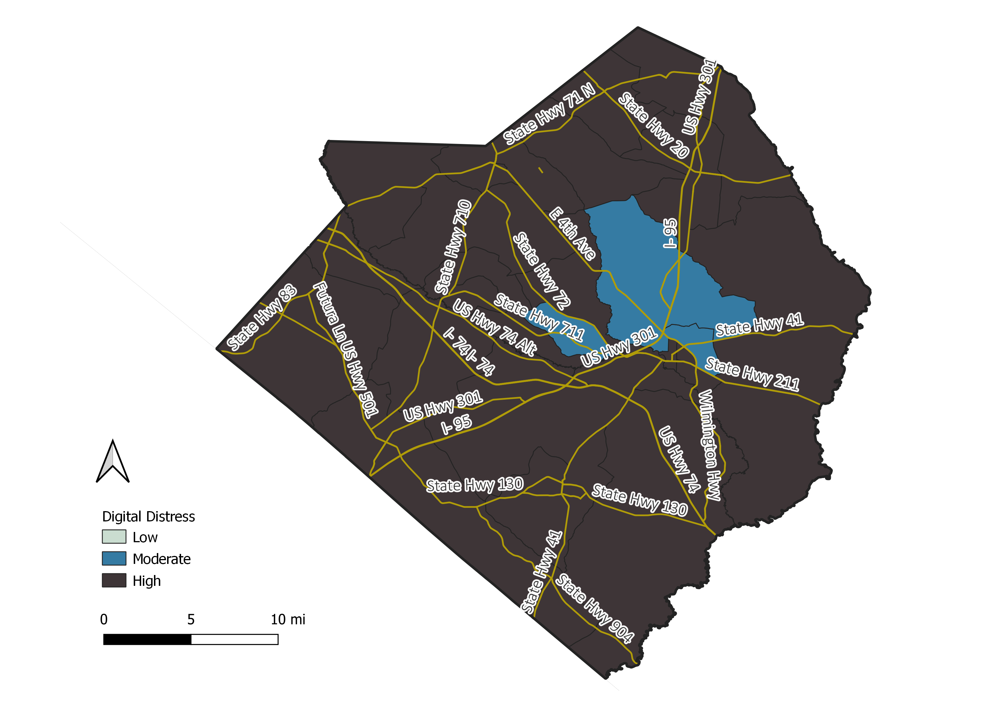 US Hwy 301
State Hwy 71 N
State Hwy 20
State Hwy 710
E 4th Ave
I- 95
State Hwy 72
State Hwy 83
Futura Ln US Hwy 501
State Hwy 711
US Hwy 74 Alt
I- 74 I- 74
US Hwy 301
State Hwy 41
State Hwy 211
US Hwy 301
I- 95
Wilmington Hwy
US Hwy 74
State Hwy 130
State Hwy 130
State Hwy 41
State Hwy 904
Digital Distress
Low
Moderate
High
0 5 10 mi